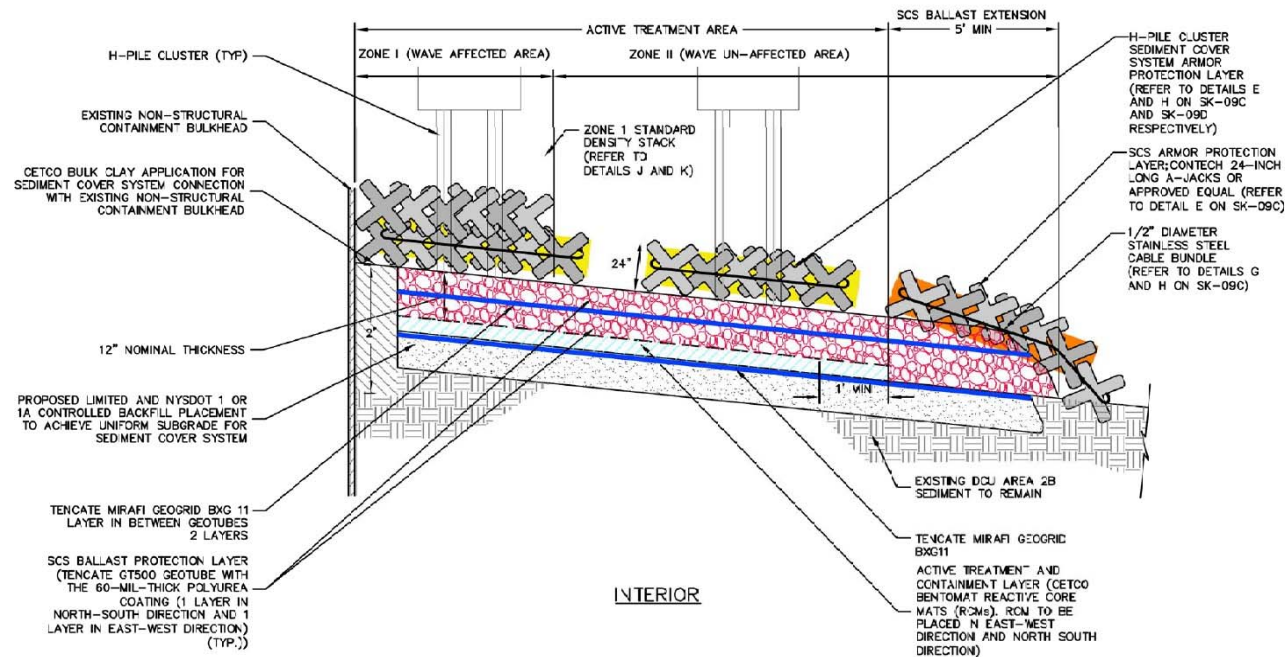 SCS BALLAST EXTENSION
5' MIN
ACTIVE TREATMENT AREA
ZONE I (WAVE AFFECTED AREA)
ZONE II (WAVE UN-AFFECTED AREA)
H-PILE CLUSTER (TYP)
EXISTING NON-STRUCTURAL
CONTAINMENT BULKHEAD
CETCO BULK CLAY APPLICATION FOR
SEDIMENT COVER SYSTEM CONNECTION
WITH EXISTING NON-STRUCTURAL
CONTAINMENT BULKHEAD
12" NOMINAL THICKNESS
PROPOSED LIMITED AND NYSDOT 1 OR
1A CONTROLLED BACKFILL PLACEMENT
TO ACHIEVE UNIFORM SUBGRADE FOR
SEDIMENT COVER SYSTEM
TENCATE MIRAFI GEOGRID BXG 11
LAYER IN BETWEEN GEOTUBES
2 LAYERS
SCS BALLAST PROTECTION LAYER
(TENCATE GT500 GEOTUBE WITH
THE 60-MIL-THICK POLYUREA
COATING (1 LAYER IN
NORTH-SOUTH DIRECTION AND 1
LAYER IN EAST-WEST DIRECTION)
(TYP.))
ZONE 1 STANDARD
DENSITY STACK
(REFER TO
DETAILS J AND K)
24"
2'
1' MIN
INTERIOR
H-PILE CLUSTER
SEDIMENT COVER
SYSTEM ARMOR
PROTECTION LAYER
(REFER TO DETAILS E
AND H ON SK-09C
AND SK-09D
RESPECTIVELY)
SCS ARMOR PROTECTION
LAYER;CONTECH 24-INCH
LONG A-JACKS OR
APPROVED EQUAL (REFER
TO DETAIL E ON SK-09C)
1/2" DIAMETER
STAINLESS STEEL
CABLE BUNDLE
(REFER TO DETAILS G
AND H ON SK-09C)
EXISTING DCU AREA 2B
SEDIMENT TO REMAIN
TENCATE MIRAFI GEOGRID
BXG11
ACTIVE TREATMENT AND
CONTAINMENT LAYER (CETCO
BENTOMAT REACTIVE CORE
MATS (RCMs). RCM TO BE
PLACED IN EAST-WEST
DIRECTION AND NORTH SOUTH
DIRECTION)